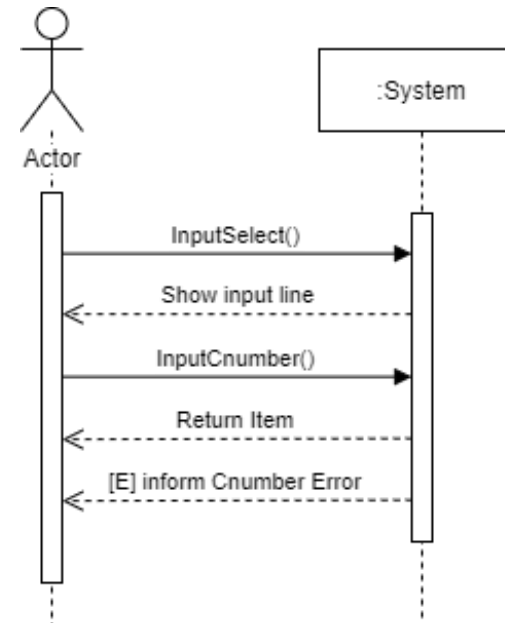 :System
Actor
InputSelect()
Show input line
InputCnumber()
Return Item
[E] inform Cnumber Error